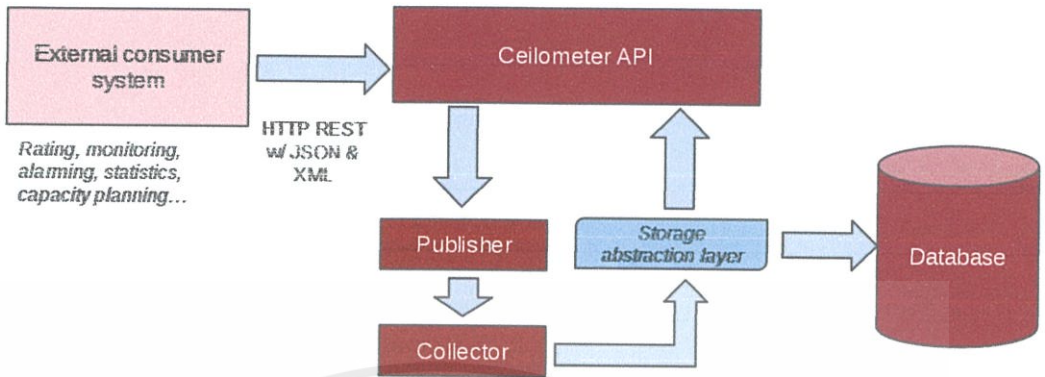 External consumer
system
Ceilometer API
HTTP REST
w/ JSON &
XML
Rating, monitoring,
alarming, statistics,
capacity planning…
Publisher
Storage
abstraction layer
Database
Collector